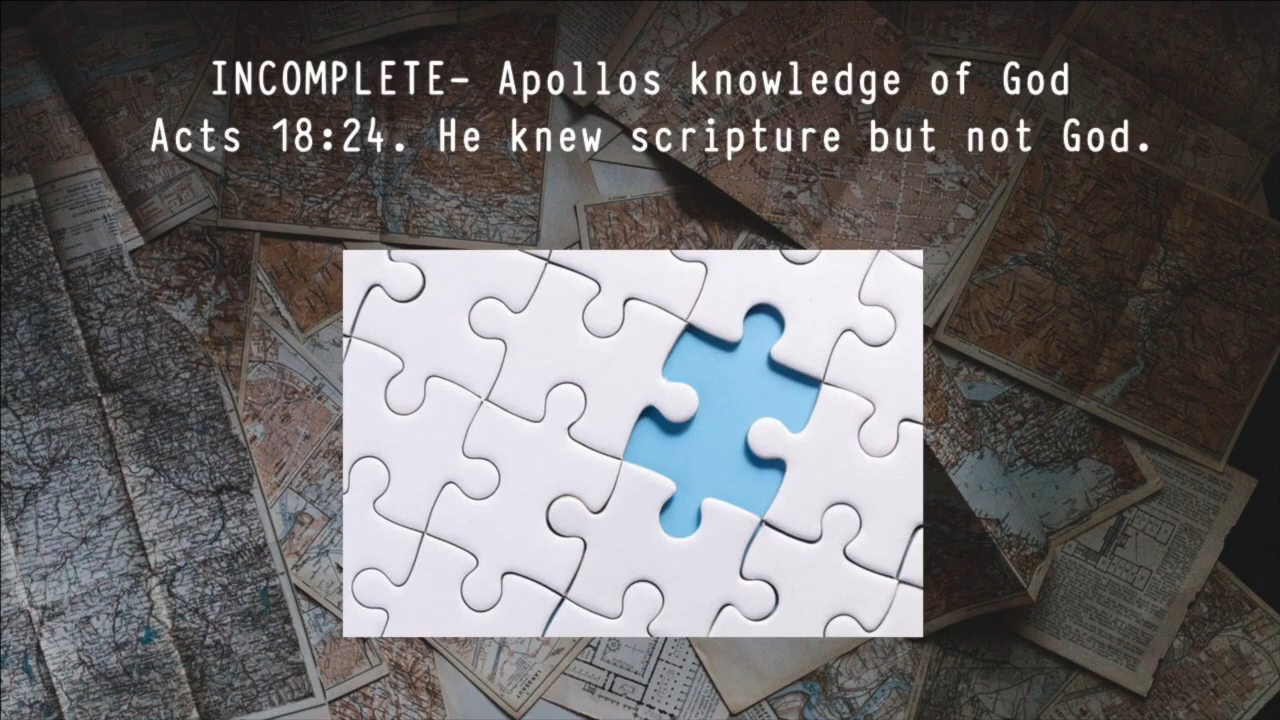 INCOMPLETE- Apollos knowledge of God
Acts 18:24. He knew scripture but not God.